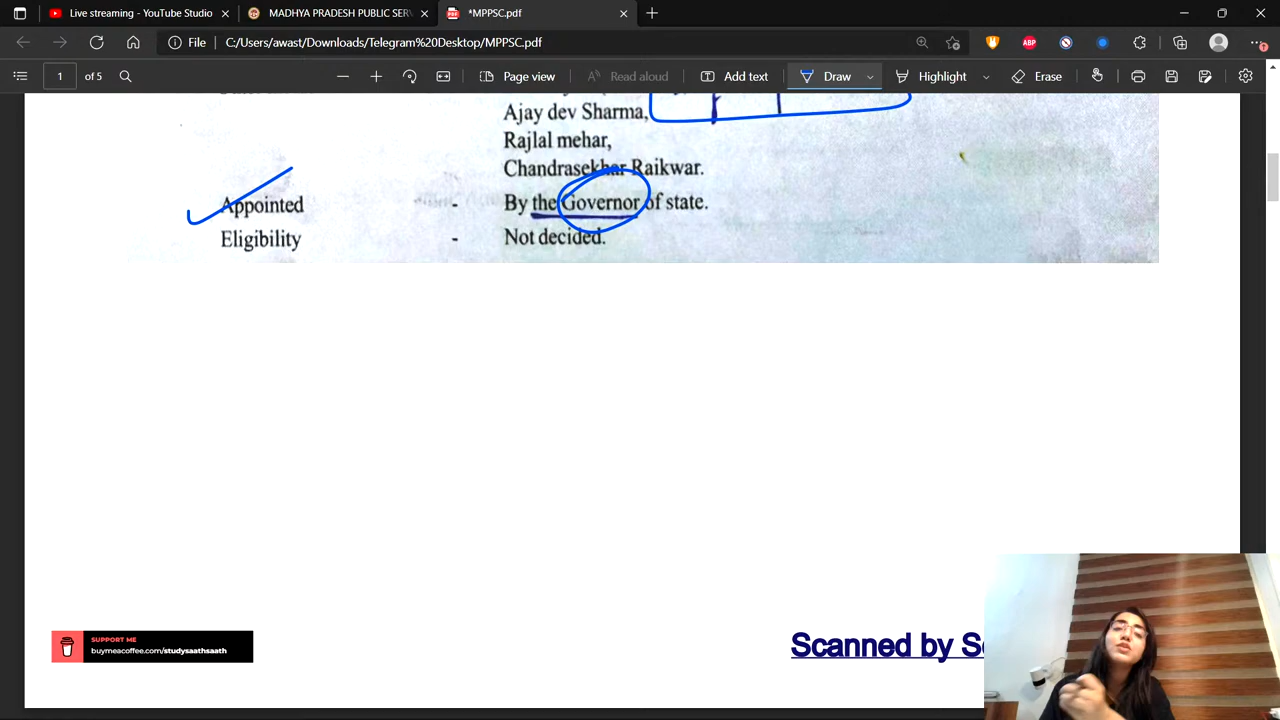 Live streaming - YouTube Studio
MADHYA PRADESH PUBLIC SER
*MPPSC.pdf
File C:/Users/awast/Downloads/Telegram%20Desktop/MPPSC.pdf
ABP
1 of 5
Page view
Read aloud
Add text
Draw
Highlight
Erase
Ajay dev Sharma,
Rajlal mehar,
Chandrasekhar Raikwar.
Appointed - By the Governor of state.
Eligibility - Not decided.
SUPPORT ME
buymeacoffee.com/studysaathsaath
Scanned by